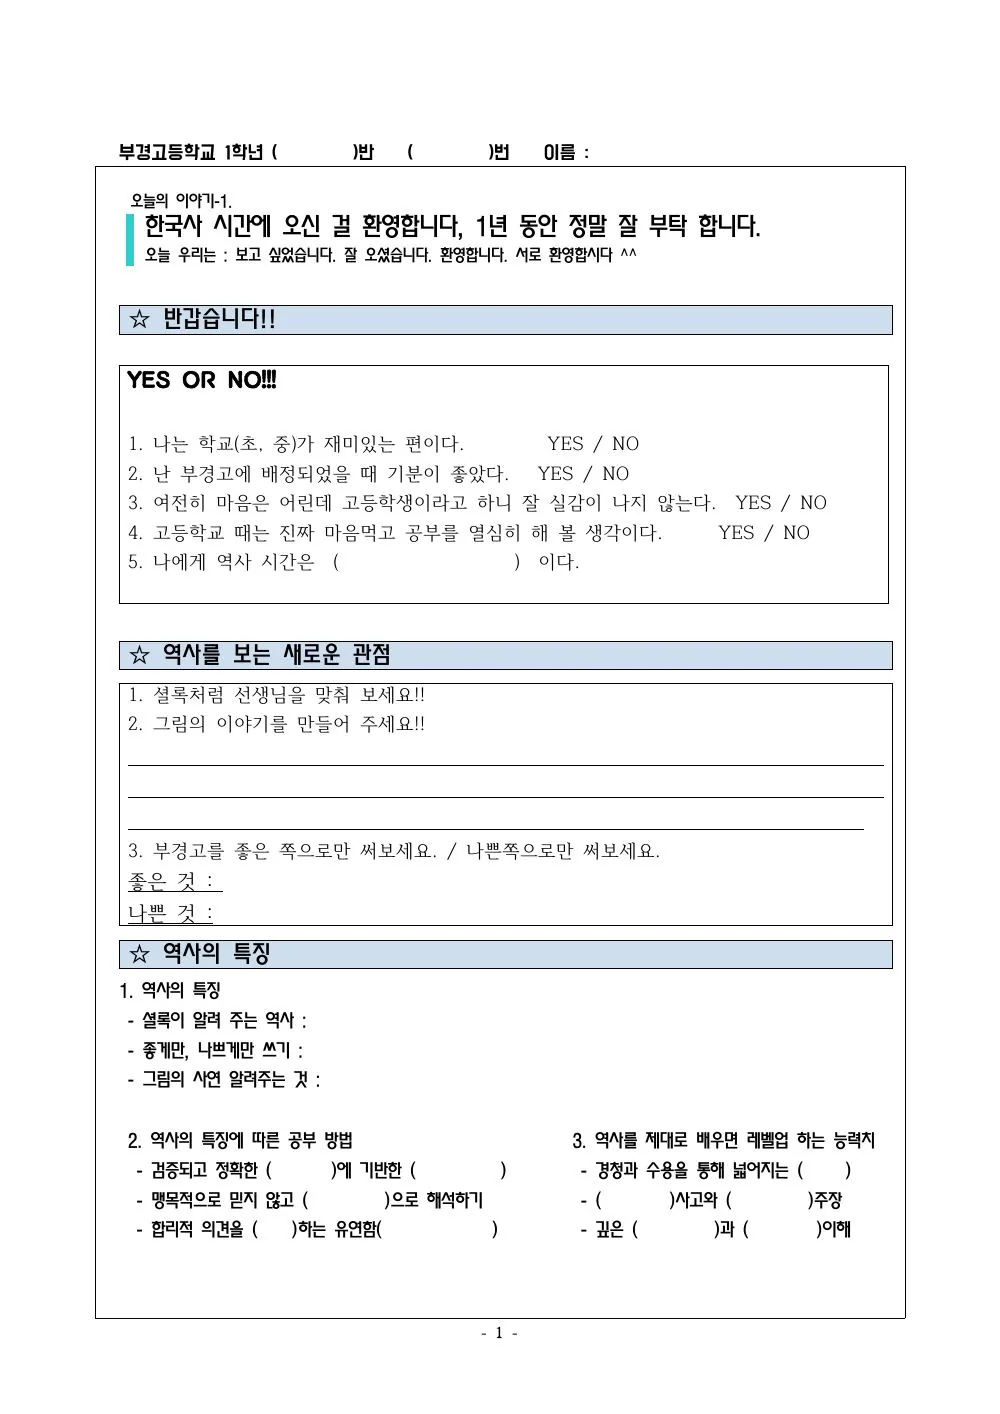 부경고등학교 1학년 (        )반   (        )번   이름 :
오늘의 이야기-1.
한국사 시간에 오신 걸 환영합니다, 1년 동안 정말 잘 부탁 합니다.
오늘 우리는 : 보고 싶었습니다. 잘 오셨습니다. 환영합니다. 서로 환영합시다 ^^
☆ 반갑습니다!!
YES OR NO!!!
1. 나는 학교(초, 중)가 재미있는 편이다.        YES / NO
2. 난 부경고에 배정되었을 때 기분이 좋았다.   YES / NO
3. 여전히 마음은 어린데 고등학생이라고 하니 잘 실감이 나지 않는다.  YES / NO
4. 고등학교 때는 진짜 마음먹고 공부를 열심히 해 볼 생각이다.      YES / NO
5. 나에게 역사 시간은  (                  )  이다.
☆ 역사를 보는 새로운 관점
1. 셜록처럼 선생님을 맞춰 보세요!!
2. 그림의 이야기를 만들어 주세요!!
3. 부경고를 좋은 쪽으로만 써보세요. / 나쁜쪽으로만 써보세요.
좋은 것 :
나쁜 것 :
☆ 역사의 특징
1. 역사의 특징
- 셜록이 알려 주는 역사 :
- 좋게만, 나쁘게만 쓰기 :
- 그림의 사연 알려주는 것 :
2. 역사의 특징에 따른 공부 방법
- 검증되고 정확한 (       )에 기반한 (          )
- 맹목적으로 믿지 않고 (         )으로 해석하기
- 합리적 의견을 (    )하는 유연함(             )
3. 역사를 제대로 배우면 레벨업 하는 능력치
- 경청과 수용을 통해 넓어지는 (     )
- (        )사고와 (         )주장
- 깊은 (         )과 (        )이해
- 1 -